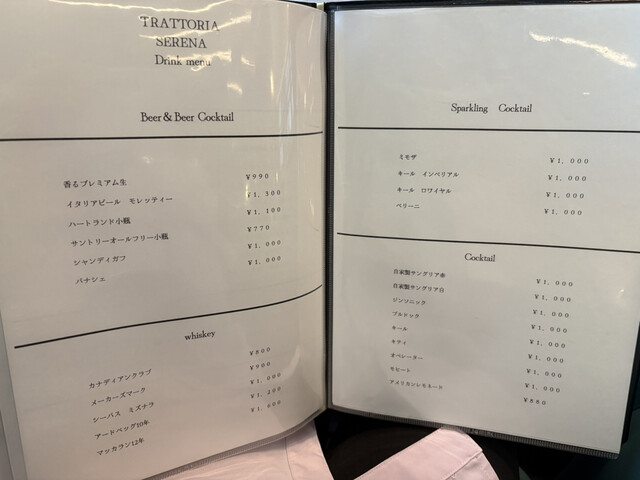 TRATTORIA
SERENA
Drink menu
Beer & Beer Cocktail
香るプレミアム生 ¥990
イタリアビール モレッティー ¥1,300
ハートランド小瓶 ¥1,100
サントリーオールフリー小瓶 ¥770
シャンディガフ ¥1,000
パナシェ ¥1,000
whiskey
カナディアンクラブ ¥800
メーカーズマーク ¥900
シーバス ミズナラ ¥1,000
アードベッグ10年 ¥1,200
マッカラン12年
Sparkling Cocktail
ミモザ ¥1,000
キール インペリアル ¥1,000
キール ロワイヤル ¥1,000
ベリーニ ¥1,000
Cocktail
自家製サングリア赤 ¥1,000
自家製サングリア白 ¥1,000
ジンソニック ¥1,000
ブルドック ¥1,000
キール ¥1,000
キティ ¥1,000
オペレーター ¥1,000
モヒート ¥1,000
アメリカンレモネード ¥880